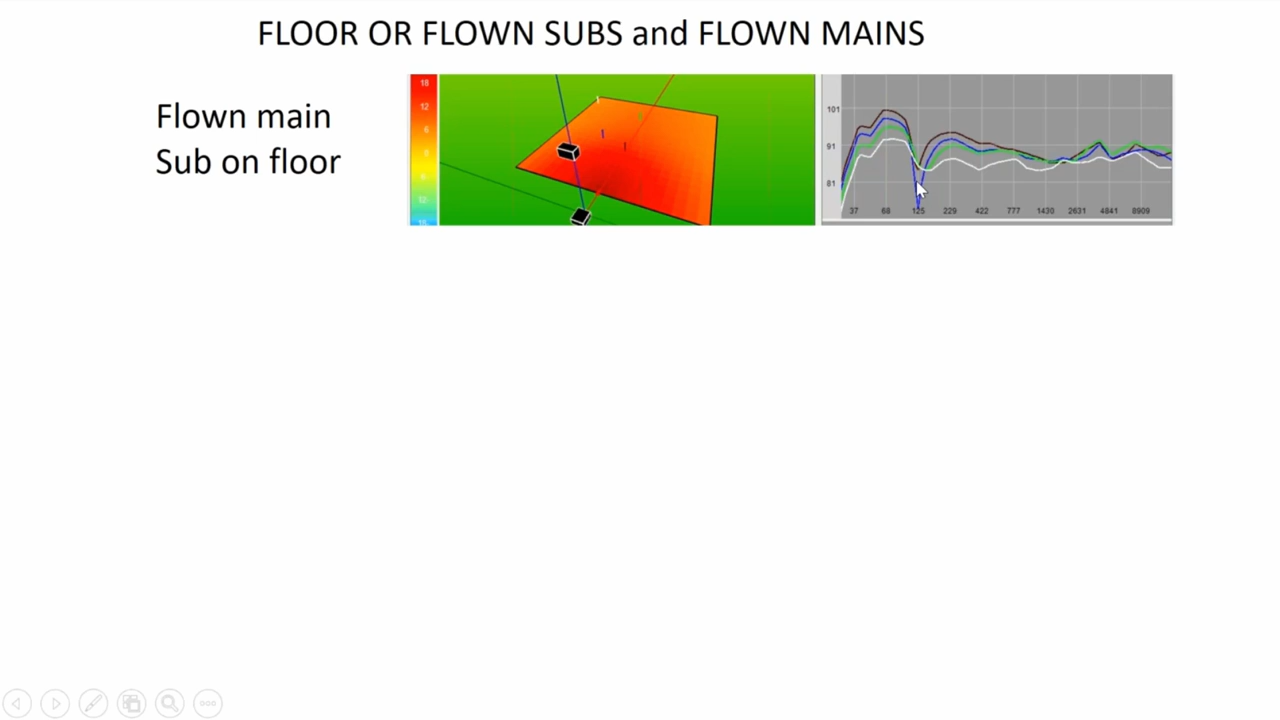 FLOOR OR FLOWN SUBS and FLOWN MAINS
Flown main
Sub on floor
18
12
6
101
91
81
37 68 125 229 422 777 1430 2631 4841 8909